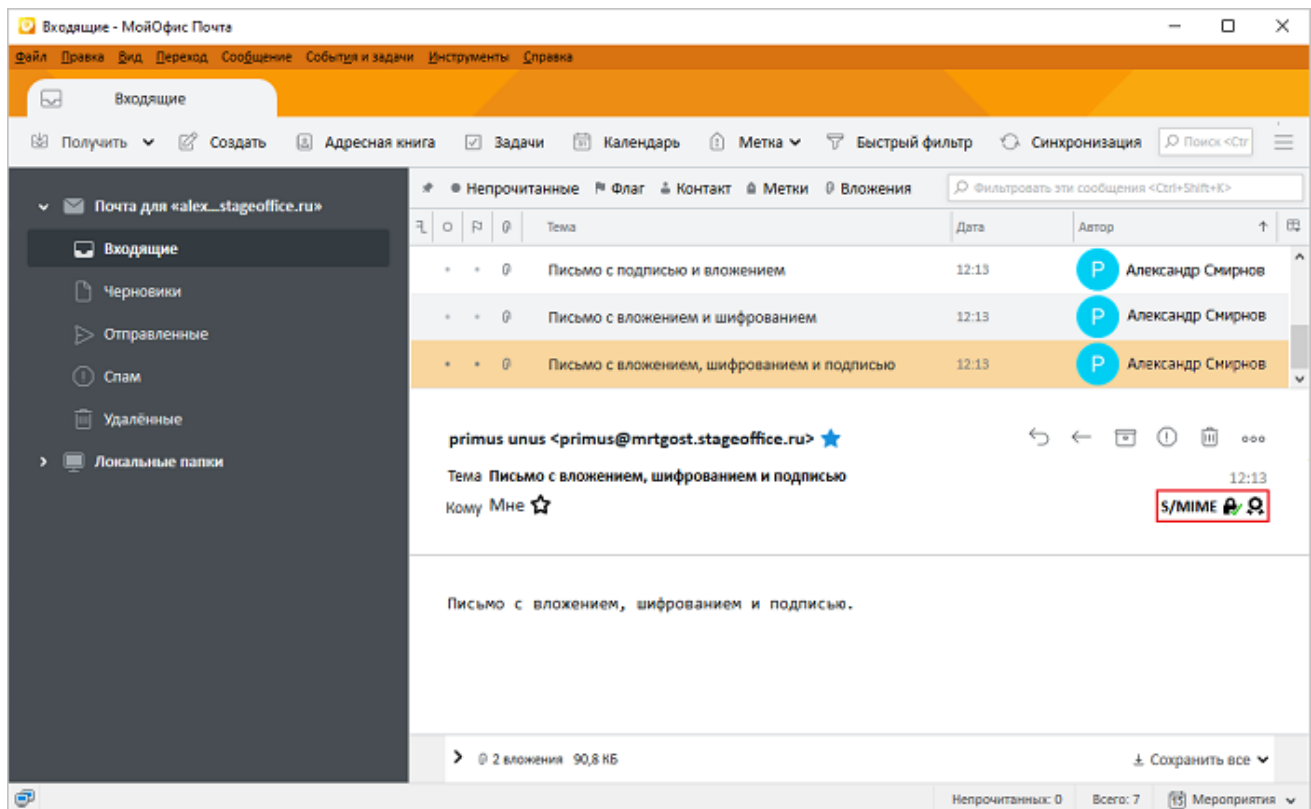 Входящие - МойОфис Почта
Файл Правка Вид Переход Сообщение События и задачи Инструменты Справка
Входящие
Получить Создать Адресная книга Задачи Календарь Метка Быстрый фильтр Синхронизация Поиск <Ctr
Непрочитанные Флаг Контакт Метки Вложения Фильтровать эти сообщения <Ctrl+Shift+K>
Почта для «alex...stageoffice.ru»
Входящие
Черновики
Отправленные
Спам
Удалённые
Локальные папки
Тема Дата Автор
Письмо с подписью и вложением 12:13 P Александр Смирнов
Письмо с вложением и шифрованием 12:13 P Александр Смирнов
Письмо с вложением, шифрованием и подписью 12:13 P Александр Смирнов
primus unus <primus@mrtgost.stageoffice.ru>
Тема Письмо с вложением, шифрованием и подписью 12:13
Кому Мне S/MIME
Письмо с вложением, шифрованием и подписью.
2 вложения 90,8 КБ Сохранить все
Непрочитанных: 0 Всего: 7 15 Мероприятия